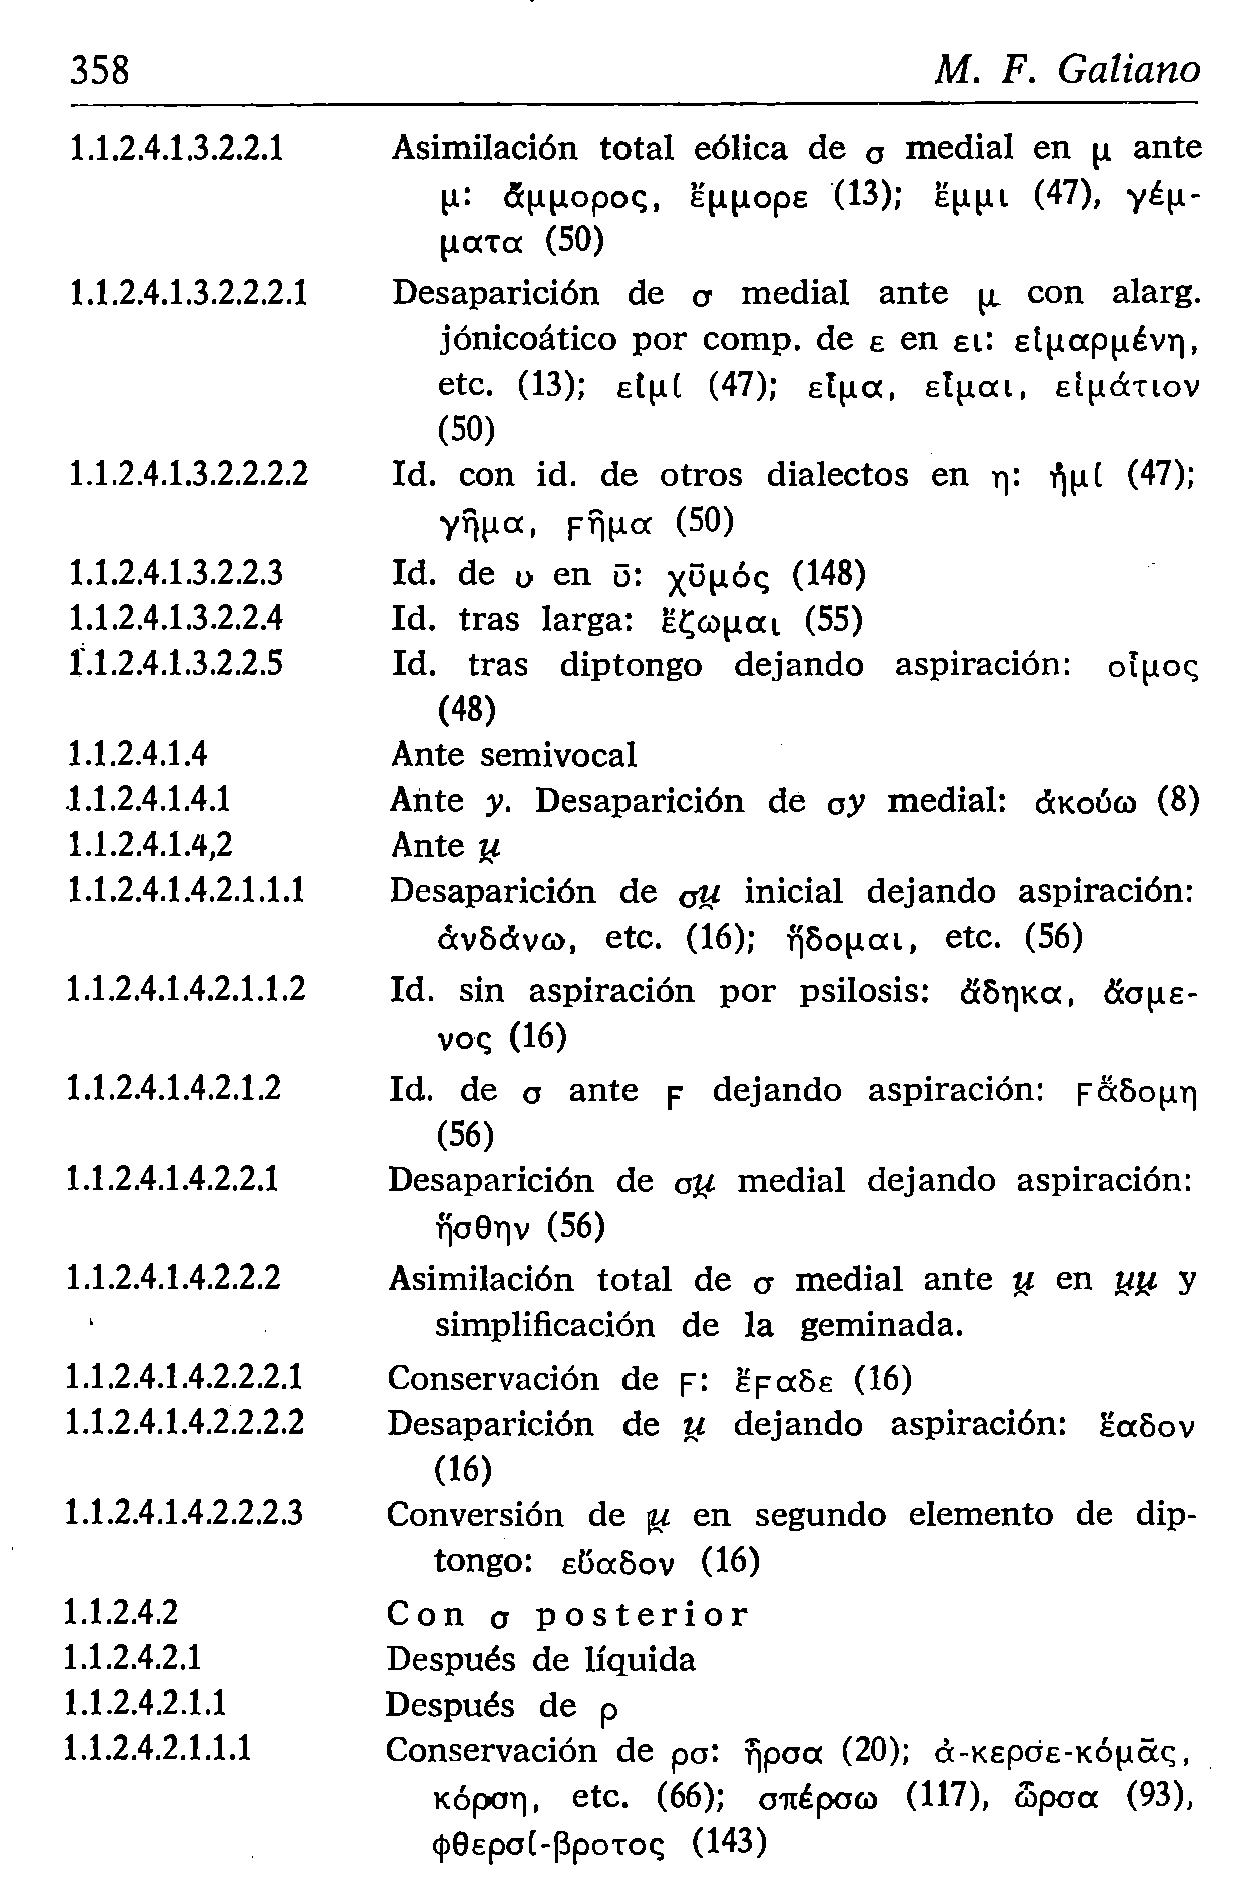 358 M. F. Galiano
1.1.2.4.1.3.2.2.1 Asimilación total eólica de σ medial en μ ante
μ: ἄμμορος, ἔμμορε (13); ἔμμι (47), γέμ-
ματα (50)
1.1.2.4.1.3.2.2.2.1 Desaparición de σ medial ante μ con alarg.
jónicoático por comp. de ε en ει: εἱμαρμένη,
etc. (13); εἰμί (47); εἷμα, εἷμαι, εἱμάτιον
(50)
1.1.2.4.1.3.2.2.2.2 Id. con id. de otros dialectos en η: ἠμί (47);
γῆμα, ϝῆμα (50)
1.1.2.4.1.3.2.2.3 Id. de υ en ῡ: χῡμός (148)
1.1.2.4.1.3.2.2.4 Id. tras larga: ἔζωμαι (55)
1.1.2.4.1.3.2.2.5 Id. tras diptongo dejando aspiración: οἷμος
(48)
1.1.2.4.1.4 Ante semivocal
1.1.2.4.1.4.1 Ante y. Desaparición de σy medial: ἀκούω (8)
1.1.2.4.1.4,2 Ante u̯
1.1.2.4.1.4.2.1.1.1 Desaparición de σu̯ inicial dejando aspiración:
ἁνδάνω, etc. (16); ἥδομαι, etc. (56)
1.1.2.4.1.4.2.1.1.2 Id. sin aspiración por psilosis: ἄδηκα, ἄσμε-
νος (16)
1.1.2.4.1.4.2.1.2 Id. de σ ante ϝ dejando aspiración: ϝἅδομη
(56)
1.1.2.4.1.4.2.2.1 Desaparición de σu̯ medial dejando aspiración:
ἥσθην (56)
1.1.2.4.1.4.2.2.2 Asimilación total de σ medial ante u̯ en u̯u̯ y
simplificación de la geminada.
1.1.2.4.1.4.2.2.2.1 Conservación de ϝ: ἔϝαδε (16)
1.1.2.4.1.4.2.2.2.2 Desaparición de u̯ dejando aspiración: ἕαδον
(16)
1.1.2.4.1.4.2.2.2.3 Conversión de u̯ en segundo elemento de dip-
tongo: εὔαδον (16)
1.1.2.4.2 Con σ posterior
1.1.2.4.2.1 Después de líquida
1.1.2.4.2.1.1 Después de ρ
1.1.2.4.2.1.1.1 Conservación de ρσ: ἦρσα (20); ἀ-κερσε-κόμᾱς,
κόρση, etc. (66); σπέρσω (117), ὦρσα (93),
φθερσί-βροτος (143)